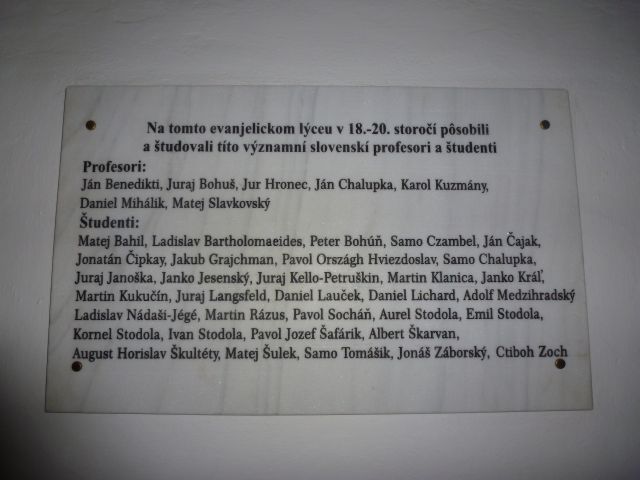 Na tomto evanjelickom lýceu v 18.-20. storočí pôsobili
a študovali títo významní slovenskí profesori a študenti
Profesori:
Ján Benedikti, Juraj Bohuš, Jur Hronec, Ján Chalupka, Karol Kuzmány,
Daniel Mihálik, Matej Slavkovský
Študenti:
Matej Bahil, Ladislav Bartholomaeides, Peter Bohúň, Samo Czambel, Ján Čajak,
Jonatán Čipkay, Jakub Grajchman, Pavol Országh Hviezdoslav, Samo Chalupka,
Juraj Janoška, Janko Jesenský, Juraj Kello-Petruškin, Martin Klanica, Janko Kráľ,
Martin Kukučín, Juraj Langsfeld, Daniel Lauček, Daniel Lichard, Adolf Medzihradský
Ladislav Nádaši-Jégé, Martin Rázus, Pavol Socháň, Aurel Stodola, Emil Stodola,
Kornel Stodola, Ivan Stodola, Pavol Jozef Šafárik, Albert Škarvan,
August Horislav Škultéty, Matej Šulek, Samo Tomášik, Jonáš Záborský, Ctiboh Zoch